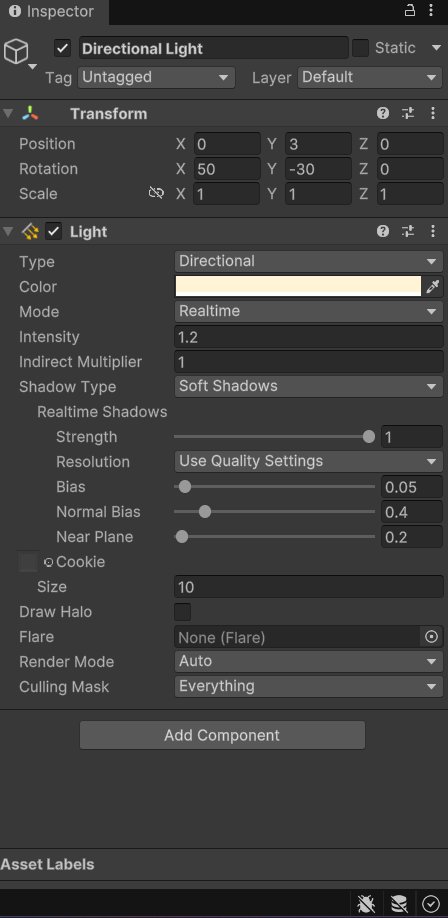 Inspector
Directional Light Static
Tag Untagged Layer Default
Transform
Position X 0 Y 3 Z 0
Rotation X 50 Y -30 Z 0
Scale X 1 Y 1 Z 1
Light
Type Directional
Color
Mode Realtime
Intensity 1.2
Indirect Multiplier 1
Shadow Type Soft Shadows
Realtime Shadows
Strength 1
Resolution Use Quality Settings
Bias 0.05
Normal Bias 0.4
Near Plane 0.2
Cookie
Size 10
Draw Halo
Flare None (Flare)
Render Mode Auto
Culling Mask Everything
Add Component
Asset Labels